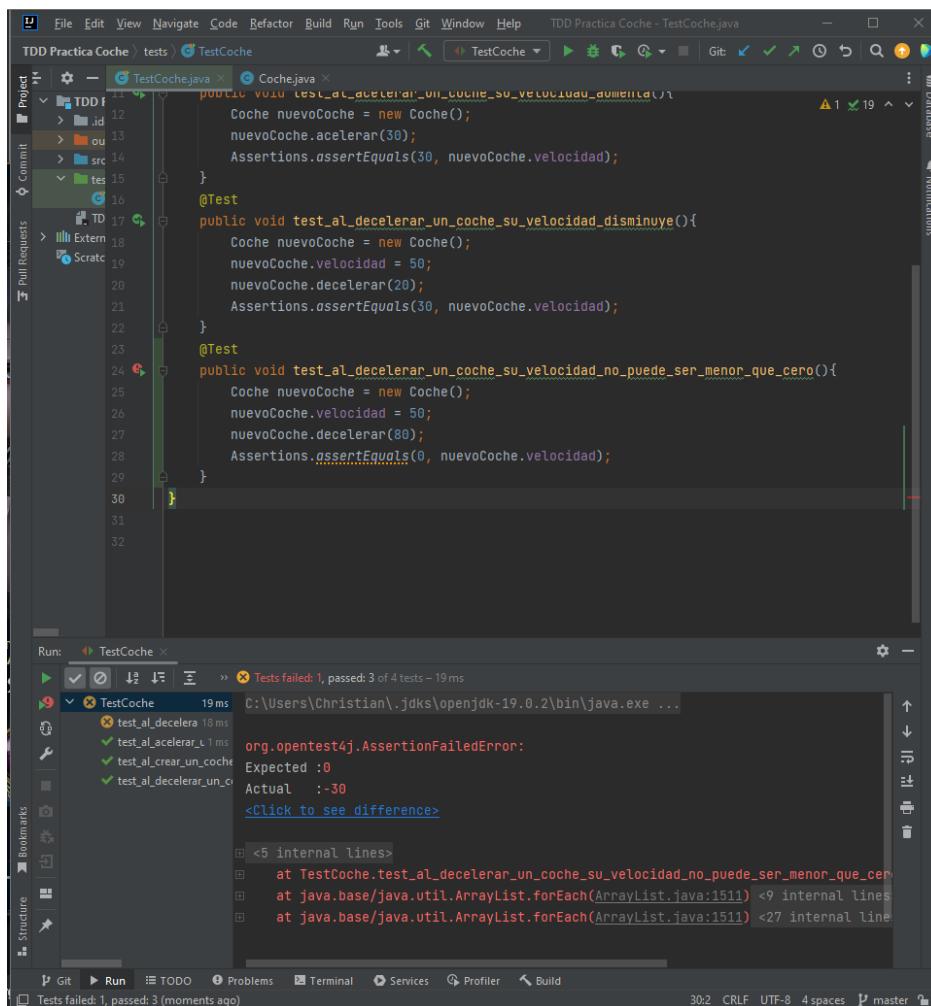 File Edit View Navigate Code Refactor Build Run Tools Git Window Help TDD Practica Coche - TestCoche.java
TDD Practica Coche tests TestCoche TestCoche Git:
TestCoche.java Coche.java
Project
Commit
Pull Requests
Bookmarks
Structure
Database
Notifications
TDD P
.id
ou
src
tes
TD
Extern
Scratc
1 19
11 public void test_al_acelerar_un_coche_su_velocidad_aumenta(){
12 Coche nuevoCoche = new Coche();
13 nuevoCoche.acelerar(30);
14 Assertions.assertEquals(30, nuevoCoche.velocidad);
15 }
16 @Test
17 public void test_al_decelerar_un_coche_su_velocidad_disminuye(){
18 Coche nuevoCoche = new Coche();
19 nuevoCoche.velocidad = 50;
20 nuevoCoche.decelerar(20);
21 Assertions.assertEquals(30, nuevoCoche.velocidad);
22 }
23 @Test
24 public void test_al_decelerar_un_coche_su_velocidad_no_puede_ser_menor_que_cero(){
25 Coche nuevoCoche = new Coche();
26 nuevoCoche.velocidad = 50;
27 nuevoCoche.decelerar(80);
28 Assertions.assertEquals(0, nuevoCoche.velocidad);
29 }
30 }
31
32
Run: TestCoche
» Tests failed: 1, passed: 3 of 4 tests – 19 ms
TestCoche 19 ms
test_al_decelera 18 ms
test_al_acelerar_u 1 ms
test_al_crear_un_coche
test_al_decelerar_un_co
C:\Users\Christian\.jdks\openjdk-19.0.2\bin\java.exe ...
org.opentest4j.AssertionFailedError:
Expected :0
Actual :-30
<Click to see difference>
<5 internal lines>
at TestCoche.test_al_decelerar_un_coche_su_velocidad_no_puede_ser_menor_que_cer
at java.base/java.util.ArrayList.forEach(ArrayList.java:1511) <9 internal lines
at java.base/java.util.ArrayList.forEach(ArrayList.java:1511) <27 internal line
Git Run TODO Problems Terminal Services Profiler Build
Tests failed: 1, passed: 3 (moments ago) 30:2 CRLF UTF-8 4 spaces master